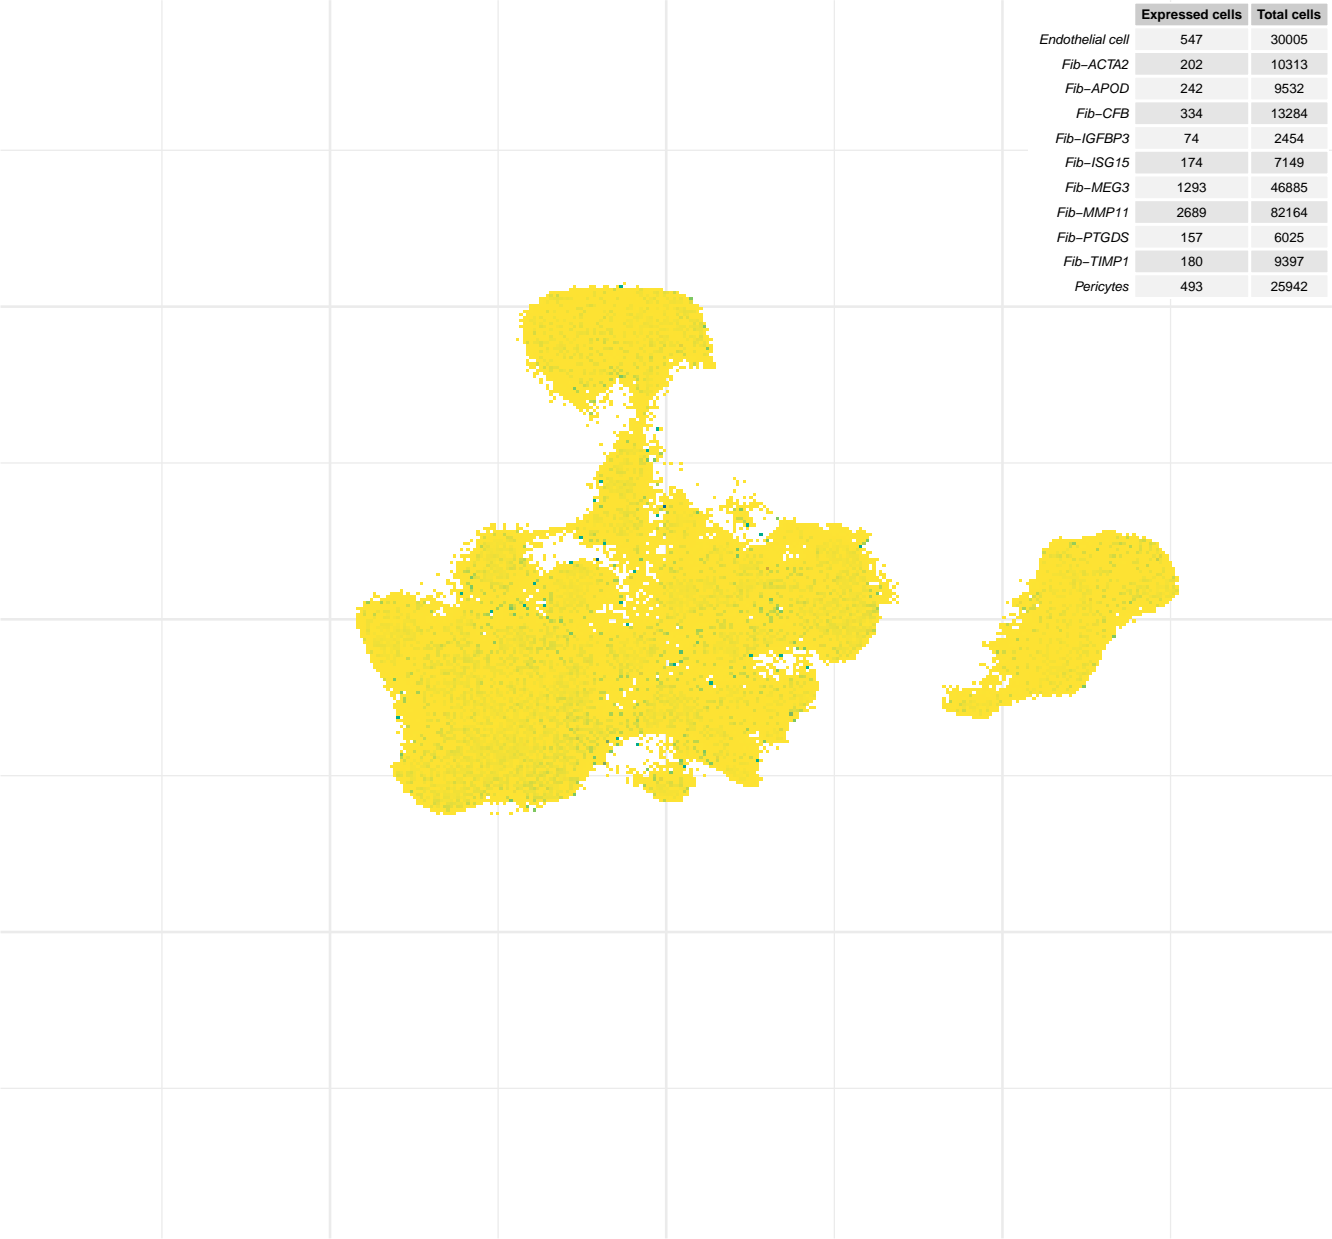 Expressed cells Total cells
Endothelial cell 547 30005
Fib−ACTA2 202 10313
Fib−APOD 242 9532
Fib−CFB 334 13284
Fib−IGFBP3 74 2454
Fib−ISG15 174 7149
Fib−MEG3 1293 46885
Fib−MMP11 2689 82164
Fib−PTGDS 157 6025
Fib−TIMP1 180 9397
Pericytes 493 25942